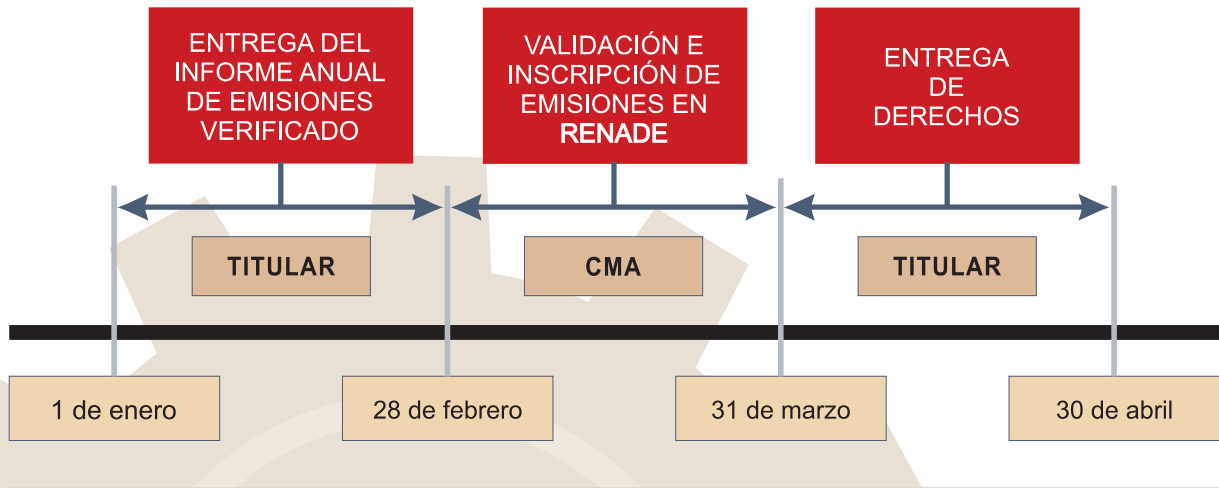 ENTREGA DEL
INFORME ANUAL
DE EMISIONES
VERIFICADO
VALIDACIÓN E
INSCRIPCIÓN DE
EMISIONES EN
RENADE
ENTREGA
DE
DERECHOS
TITULAR
CMA
TITULAR
1 de enero
28 de febrero
31 de marzo
30 de abril